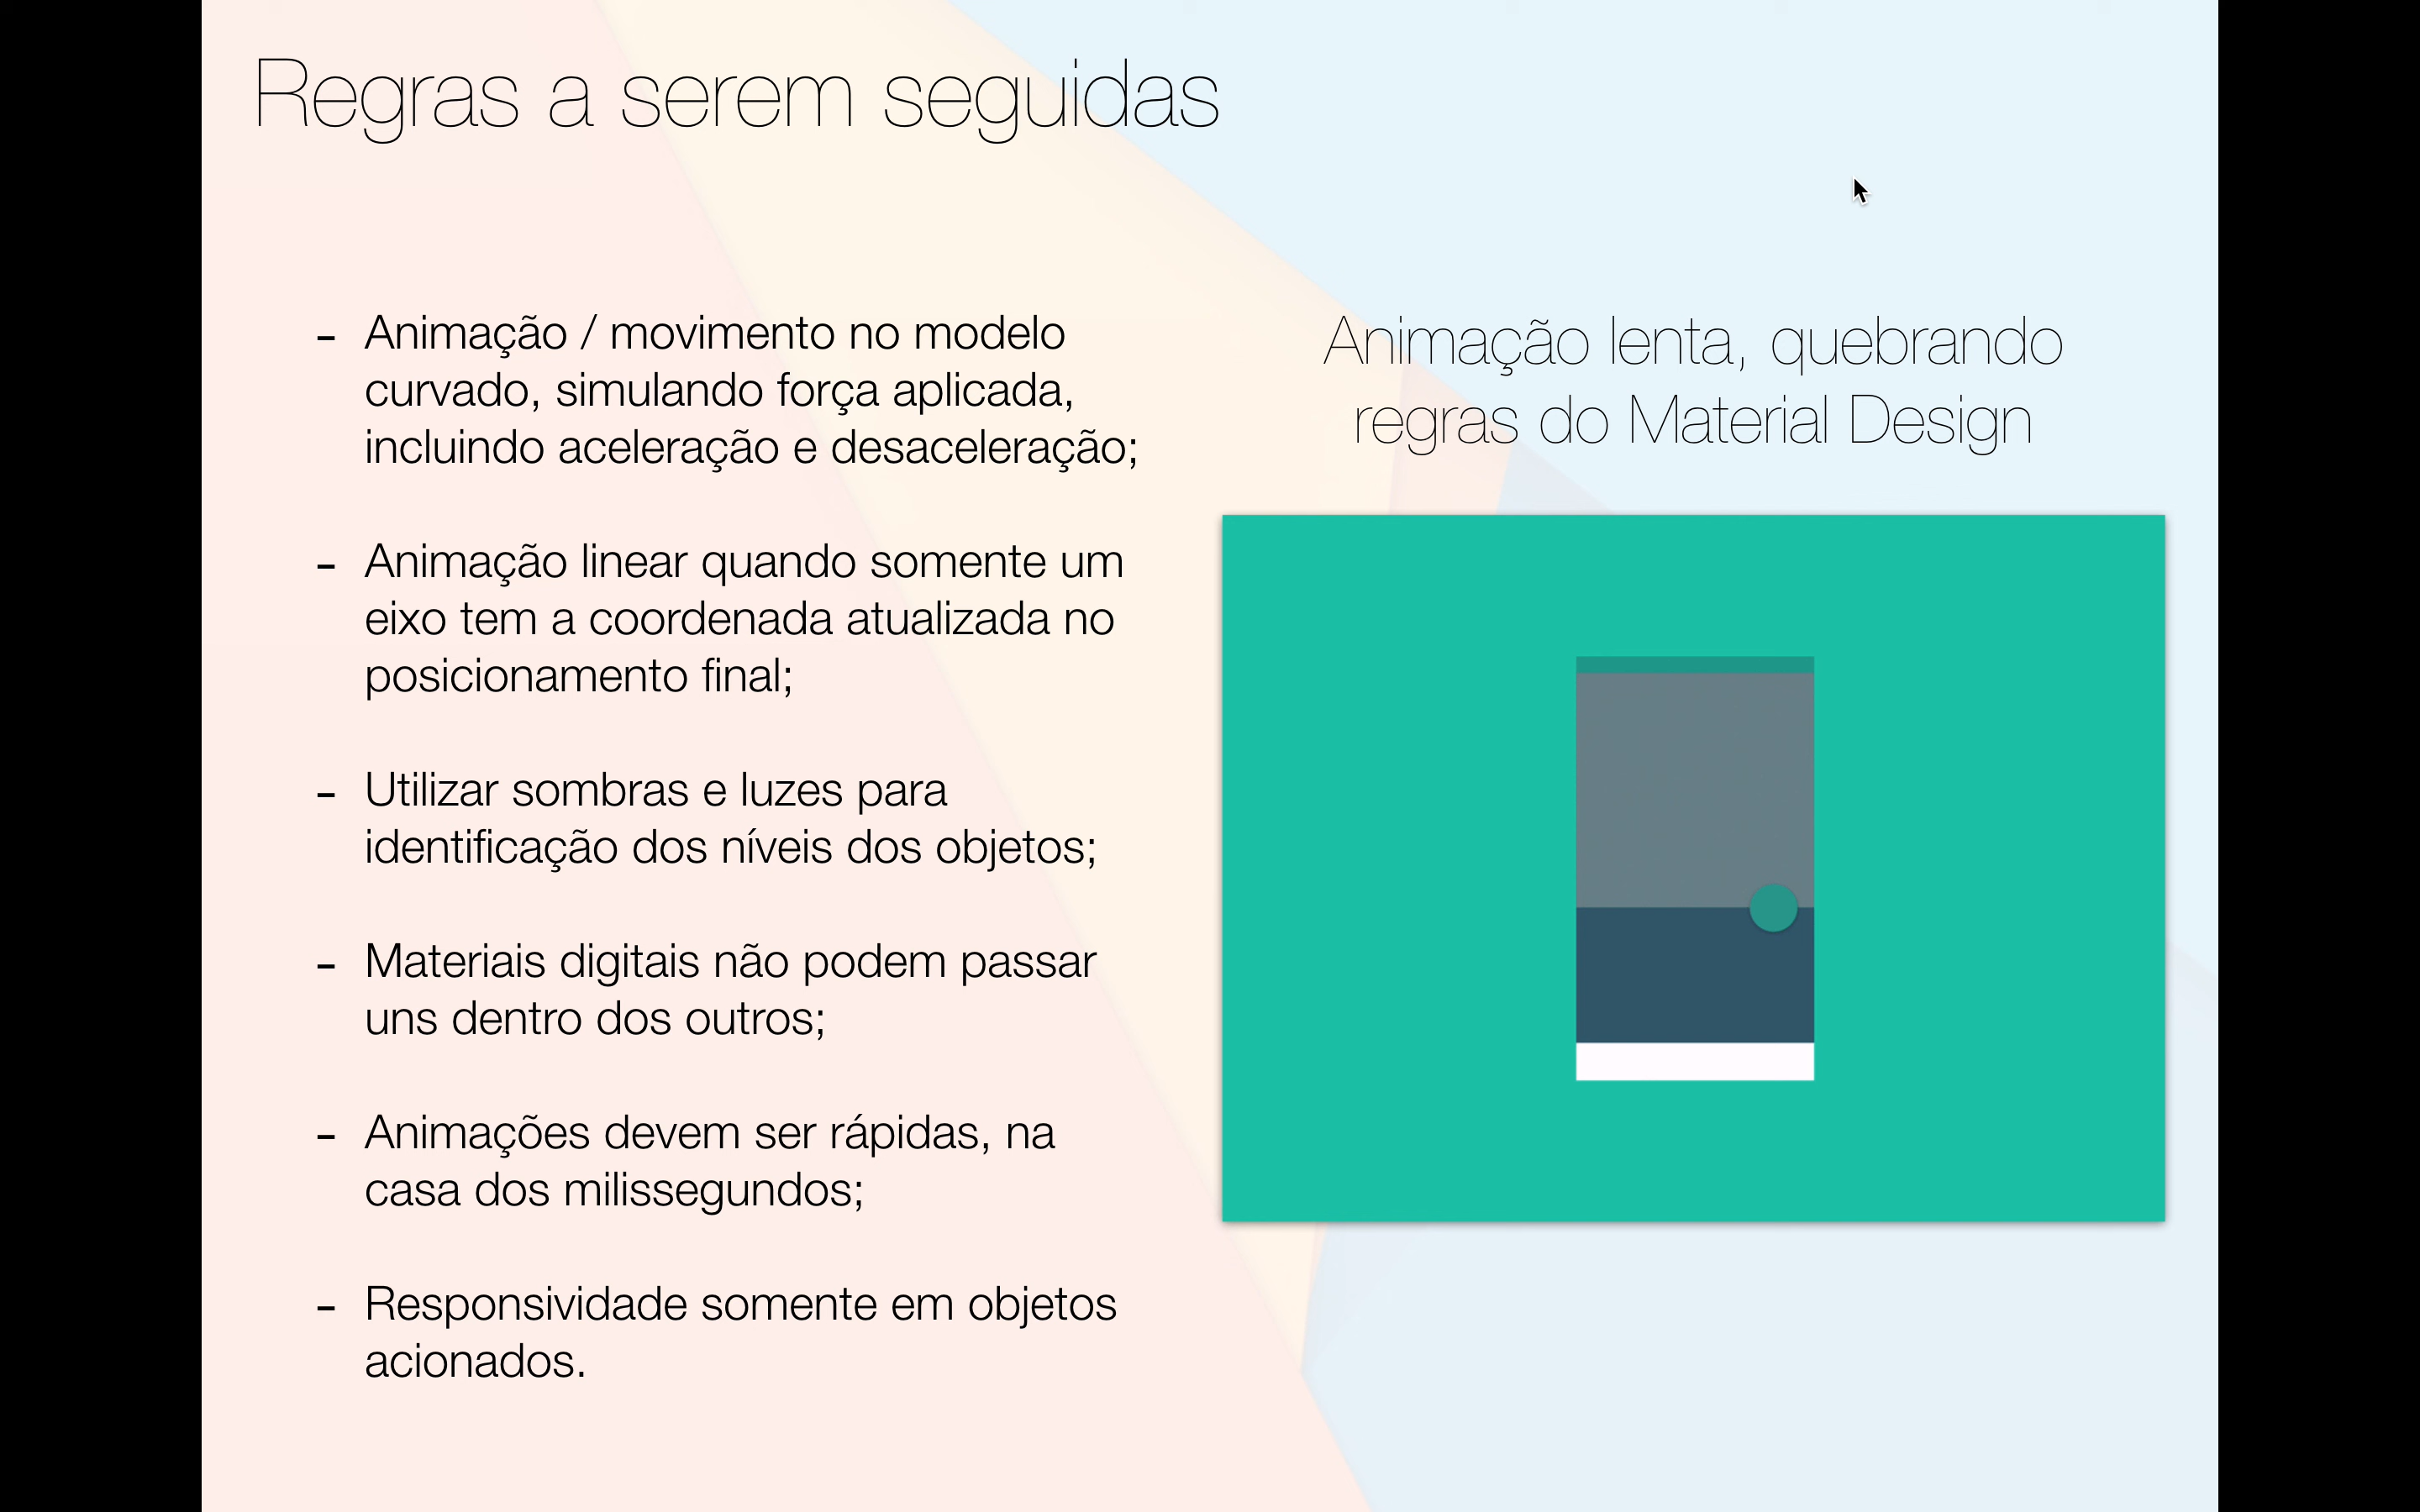 Regras a serem seguidas
- Animação / movimento no modelo
curvado, simulando força aplicada,
incluindo aceleração e desaceleração;
- Animação linear quando somente um
eixo tem a coordenada atualizada no
posicionamento final;
- Utilizar sombras e luzes para
identificação dos níveis dos objetos;
- Materiais digitais não podem passar
uns dentro dos outros;
- Animações devem ser rápidas, na
casa dos milissegundos;
- Responsividade somente em objetos
acionados.
Animação lenta, quebrando
regras do Material Design